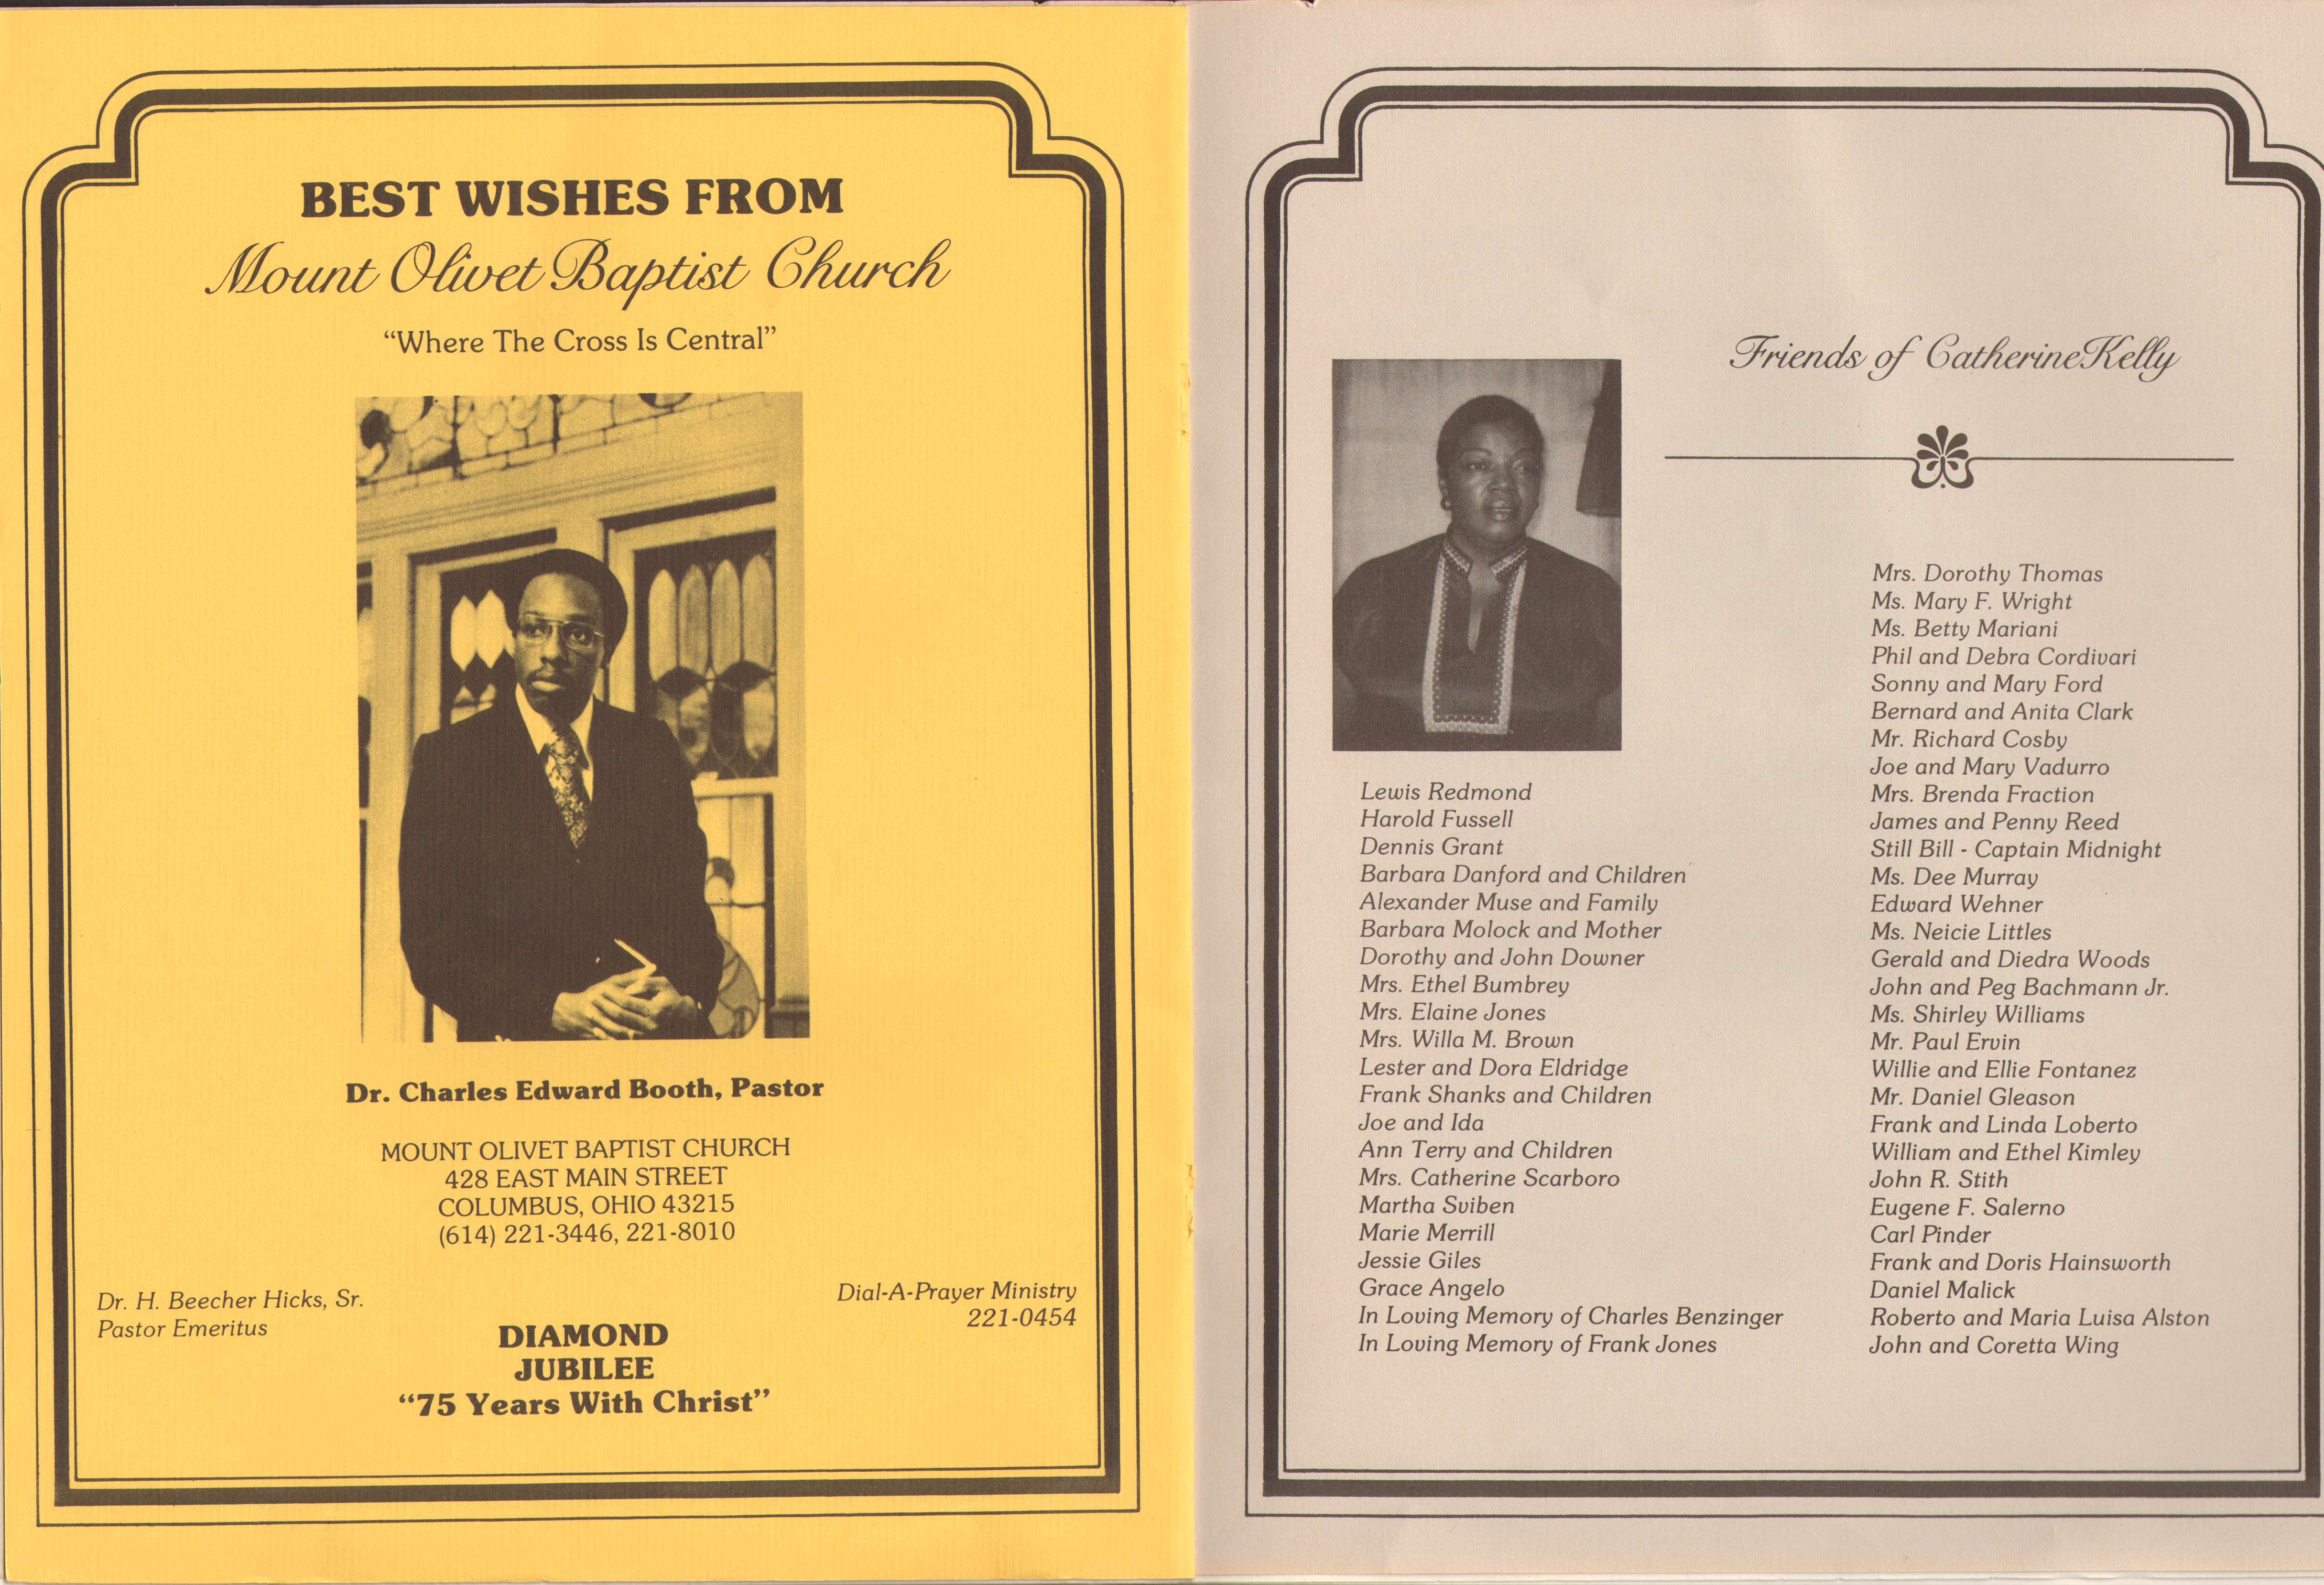 BEST WISHES FROM
Mount Olivet Baptist Church
“Where The Cross Is Central”
Dr. Charles Edward Booth, Pastor
MOUNT OLIVET BAPTIST CHURCH
428 EAST MAIN STREET
COLUMBUS, OHIO 43215
(614) 221-3446, 221-8010
Dr. H. Beecher Hicks, Sr.
Pastor Emeritus
Dial-A-Prayer Ministry
221-0454
DIAMOND
JUBILEE
“75 Years With Christ”
Friends of Catherine Kelly
Lewis Redmond
Harold Fussell
Dennis Grant
Barbara Danford and Children
Alexander Muse and Family
Barbara Molock and Mother
Dorothy and John Downer
Mrs. Ethel Bumbrey
Mrs. Elaine Jones
Mrs. Willa M. Brown
Lester and Dora Eldridge
Frank Shanks and Children
Joe and Ida
Ann Terry and Children
Mrs. Catherine Scarboro
Martha Sviben
Marie Merrill
Jessie Giles
Grace Angelo
In Loving Memory of Charles Benzinger
In Loving Memory of Frank Jones
Mrs. Dorothy Thomas
Ms. Mary F. Wright
Ms. Betty Mariani
Phil and Debra Cordivari
Sonny and Mary Ford
Bernard and Anita Clark
Mr. Richard Cosby
Joe and Mary Vadurro
Mrs. Brenda Fraction
James and Penny Reed
Still Bill - Captain Midnight
Ms. Dee Murray
Edward Wehner
Ms. Neicie Littles
Gerald and Diedra Woods
John and Peg Bachmann Jr.
Ms. Shirley Williams
Mr. Paul Ervin
Willie and Ellie Fontanez
Mr. Daniel Gleason
Frank and Linda Loberto
William and Ethel Kimley
John R. Stith
Eugene F. Salerno
Carl Pinder
Frank and Doris Hainsworth
Daniel Malick
Roberto and Maria Luisa Alston
John and Coretta Wing